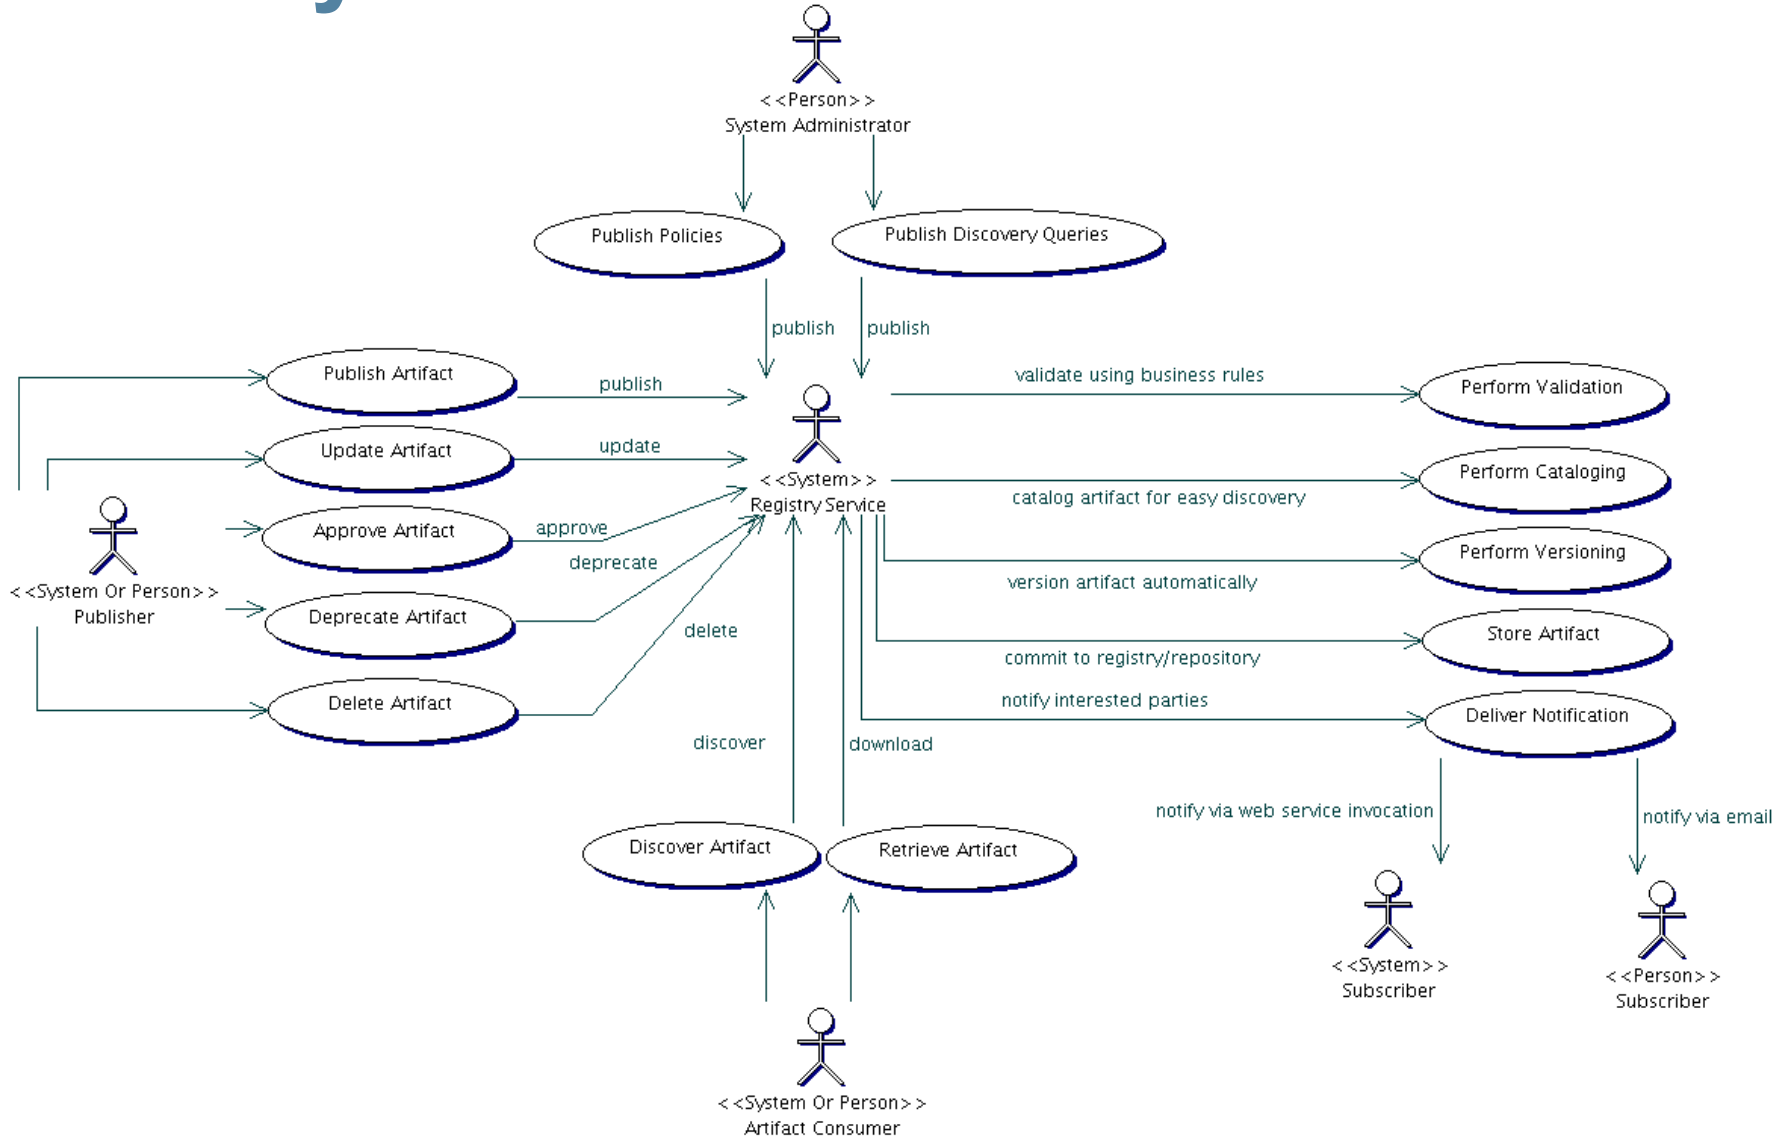 <<Person>>
System Administrator
Publish Policies
Publish Discovery Queries
publish
publish
Publish Artifact
publish
validate using business rules
Perform Validation
Update Artifact
update
<<System>>
Registry Service
Perform Cataloging
catalog artifact for easy discovery
Approve Artifact
approve
Perform Versioning
version artifact automatically
<<System Or Person>>
Publisher
deprecate
Deprecate Artifact
delete
Store Artifact
commit to registry/repository
Delete Artifact
notify interested parties
Deliver Notification
discover
download
notify via web service invocation
notify via email
Discover Artifact
Retrieve Artifact
<<System>>
Subscriber
<<Person>>
Subscriber
<<System Or Person>>
Artifact Consumer